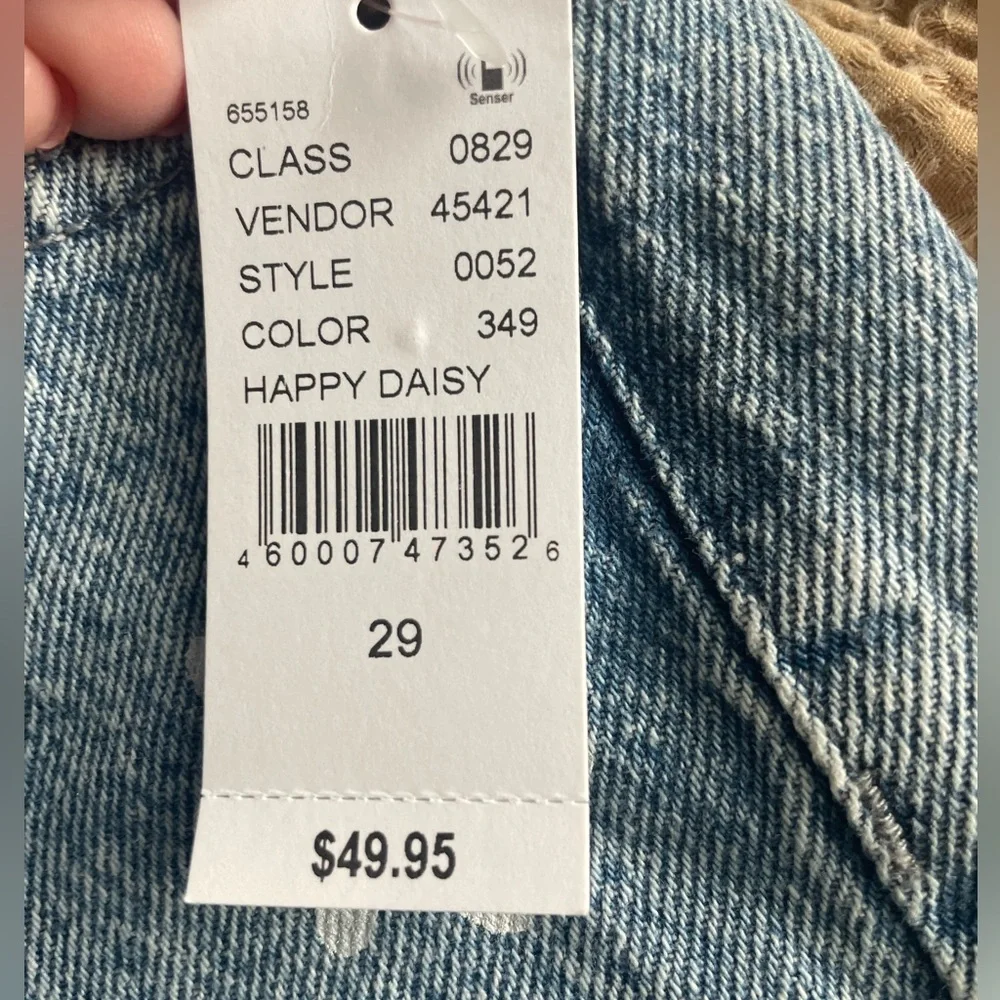 Senser
655158
CLASS 0829
VENDOR 45421
STYLE 0052
COLOR 349
HAPPY DAISY
4 60007 47352 6
29
$49.95